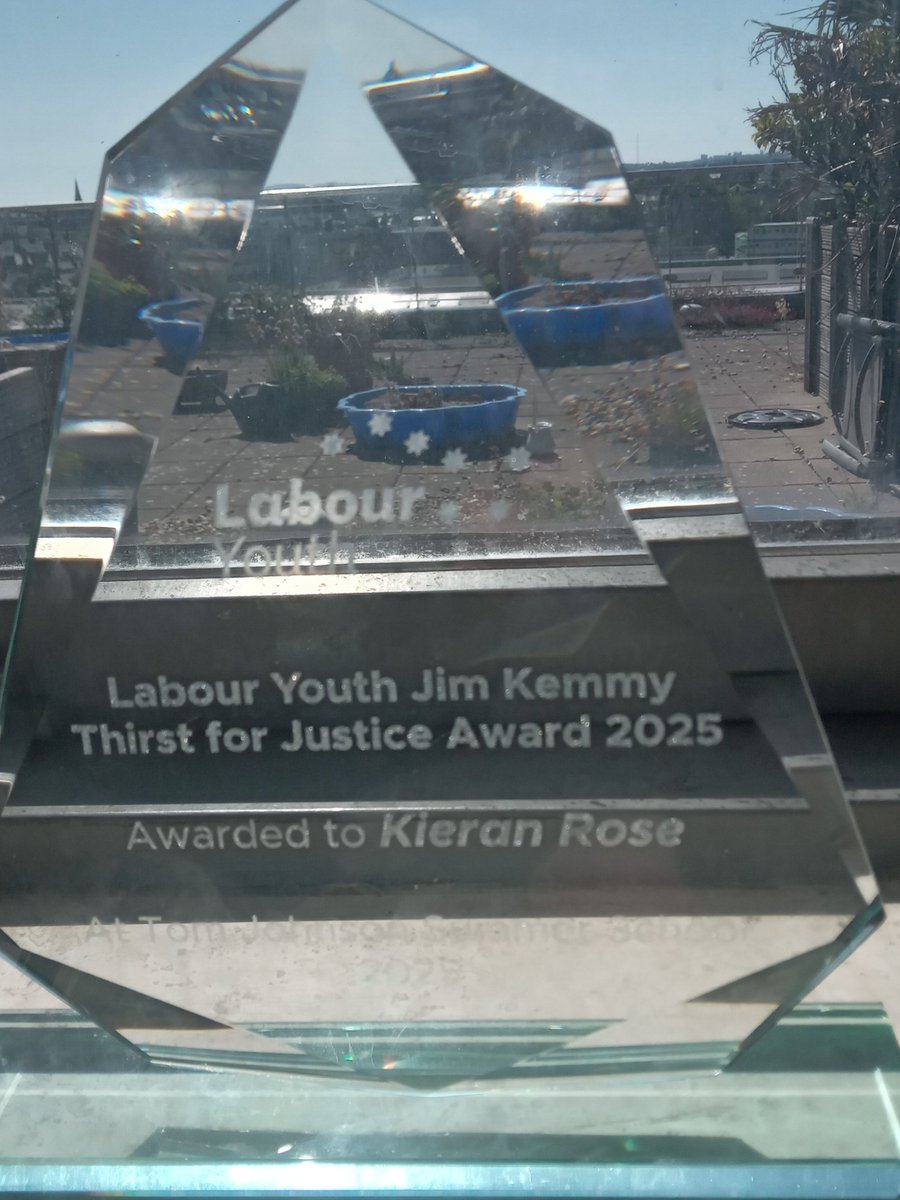 Labour
Youth
Labour Youth Jim Kemmy
Thirst for Justice Award 2025
Awarded to Kieran Rose
At Tom Johnson Summer School
2025